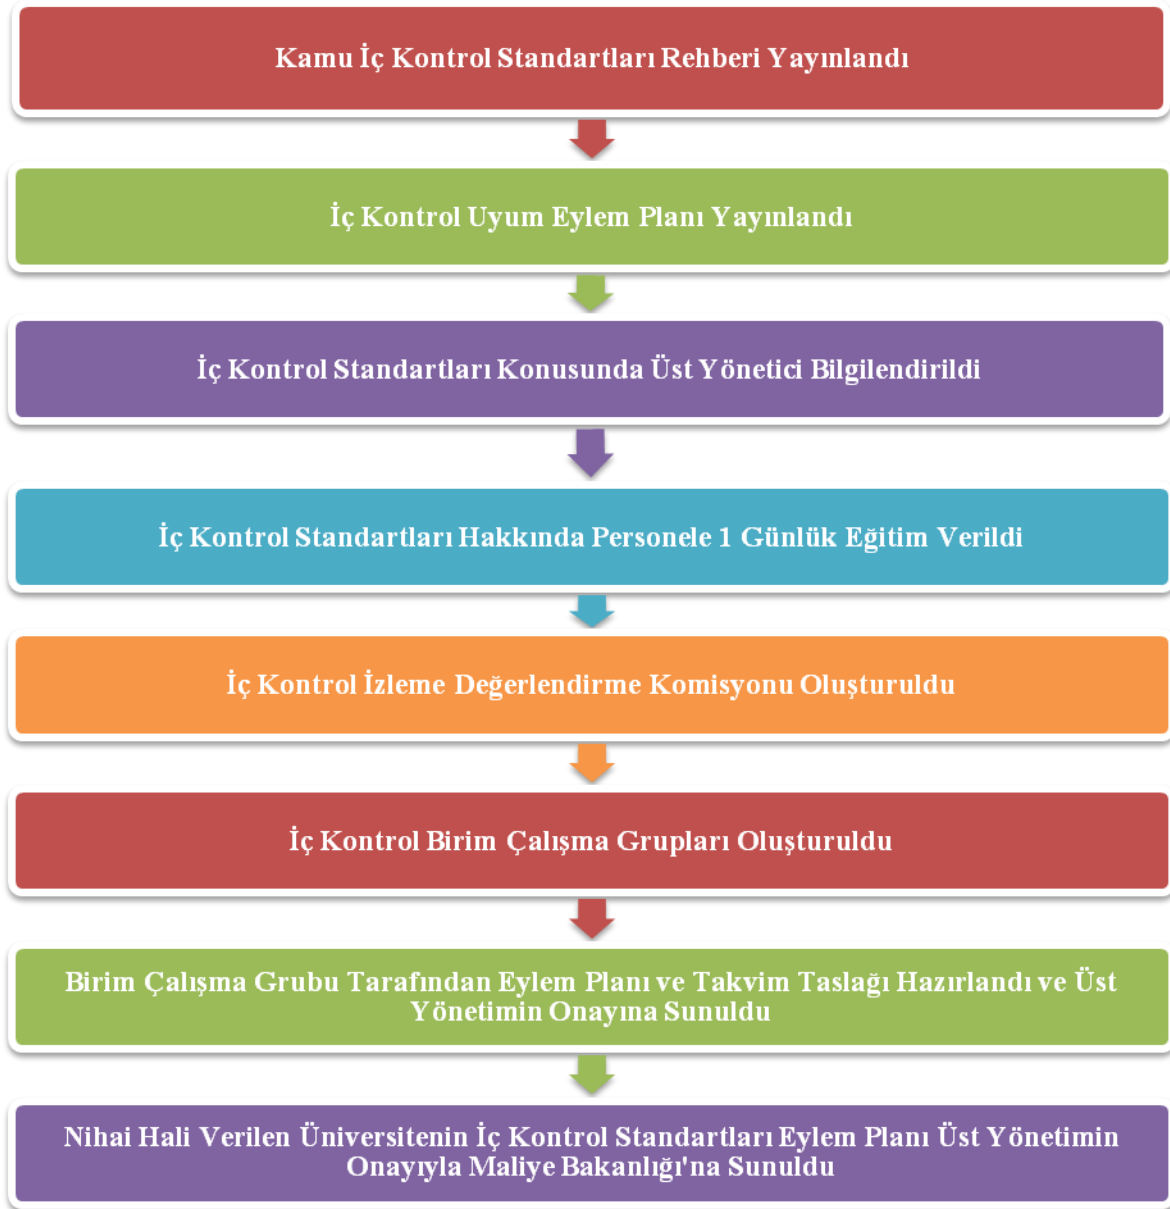 Kamu İç Kontrol Standartları Rehberi Yayınlandı
İç Kontrol Uyum Eylem Planı Yayınlandı
İç Kontrol Standartları Konusunda Üst Yönetici Bilgilendirildi
İç Kontrol Standartları Hakkında Personele 1 Günlük Eğitim Verildi
İç Kontrol İzleme Değerlendirme Komisyonu Oluşturuldu
İç Kontrol Birim Çalışma Grupları Oluşturuldu
Birim Çalışma Grubu Tarafından Eylem Planı ve Takvim Taslağı Hazırlandı ve Üst
Yönetimin Onayına Sunuldu
Nihai Hali Verilen Üniversitenin İç Kontrol Standartları Eylem Planı Üst Yönetimin
Onayıyla Maliye Bakanlığı'na Sunuldu